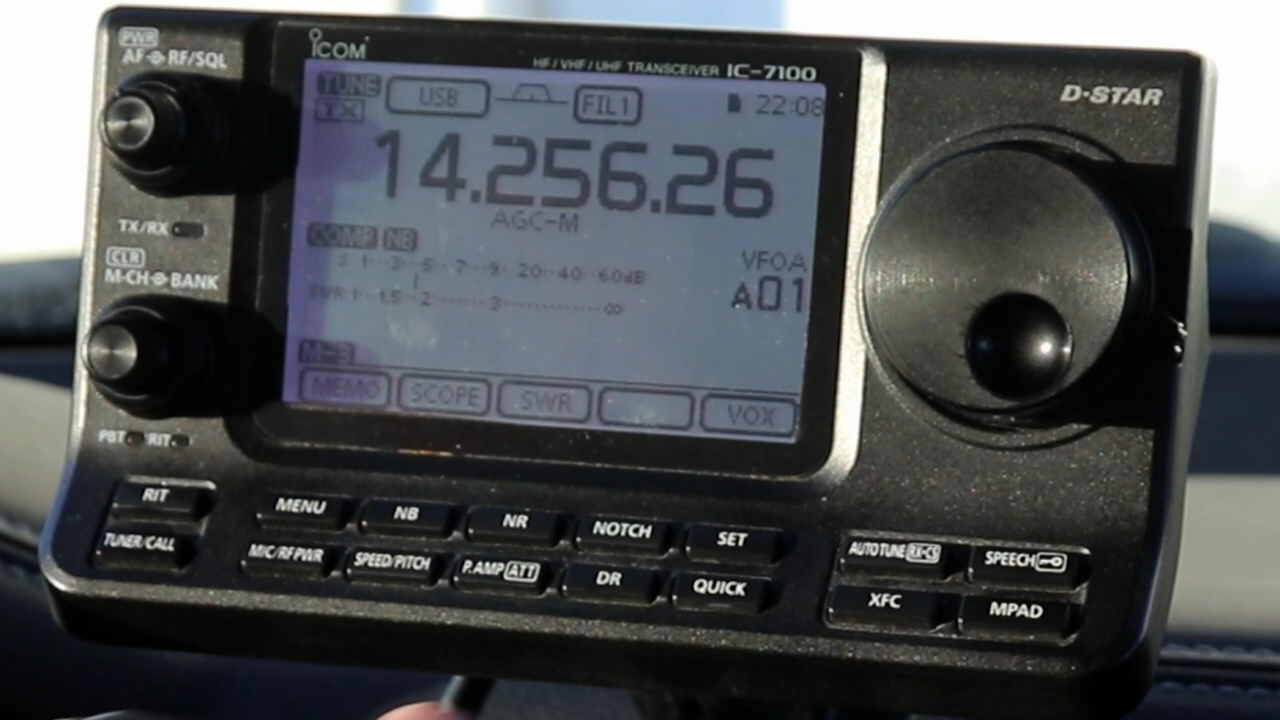 PWR
AF RF/SQL
ICOM
HF/VHF/UHF TRANSCEIVER IC-7100
D-STAR
TUNE USB FIL1 22:08
TX
14.256.26
AGC-M
TX/RX
COMP NB
CLR
M-CH BANK
S 1 3 5 7 9 20 40 60dB
VFOA
A01
SWR 1 1.5 2 3 ∞
M-3
MEMO SCOPE SWR VOX
PBT RIT
RIT MENU NB NR NOTCH SET
TUNER/CALL MIC/RF PWR SPEED/PITCH P.AMP ATT DR QUICK
AUTOTUNE RX-CS SPEECH
XFC MPAD